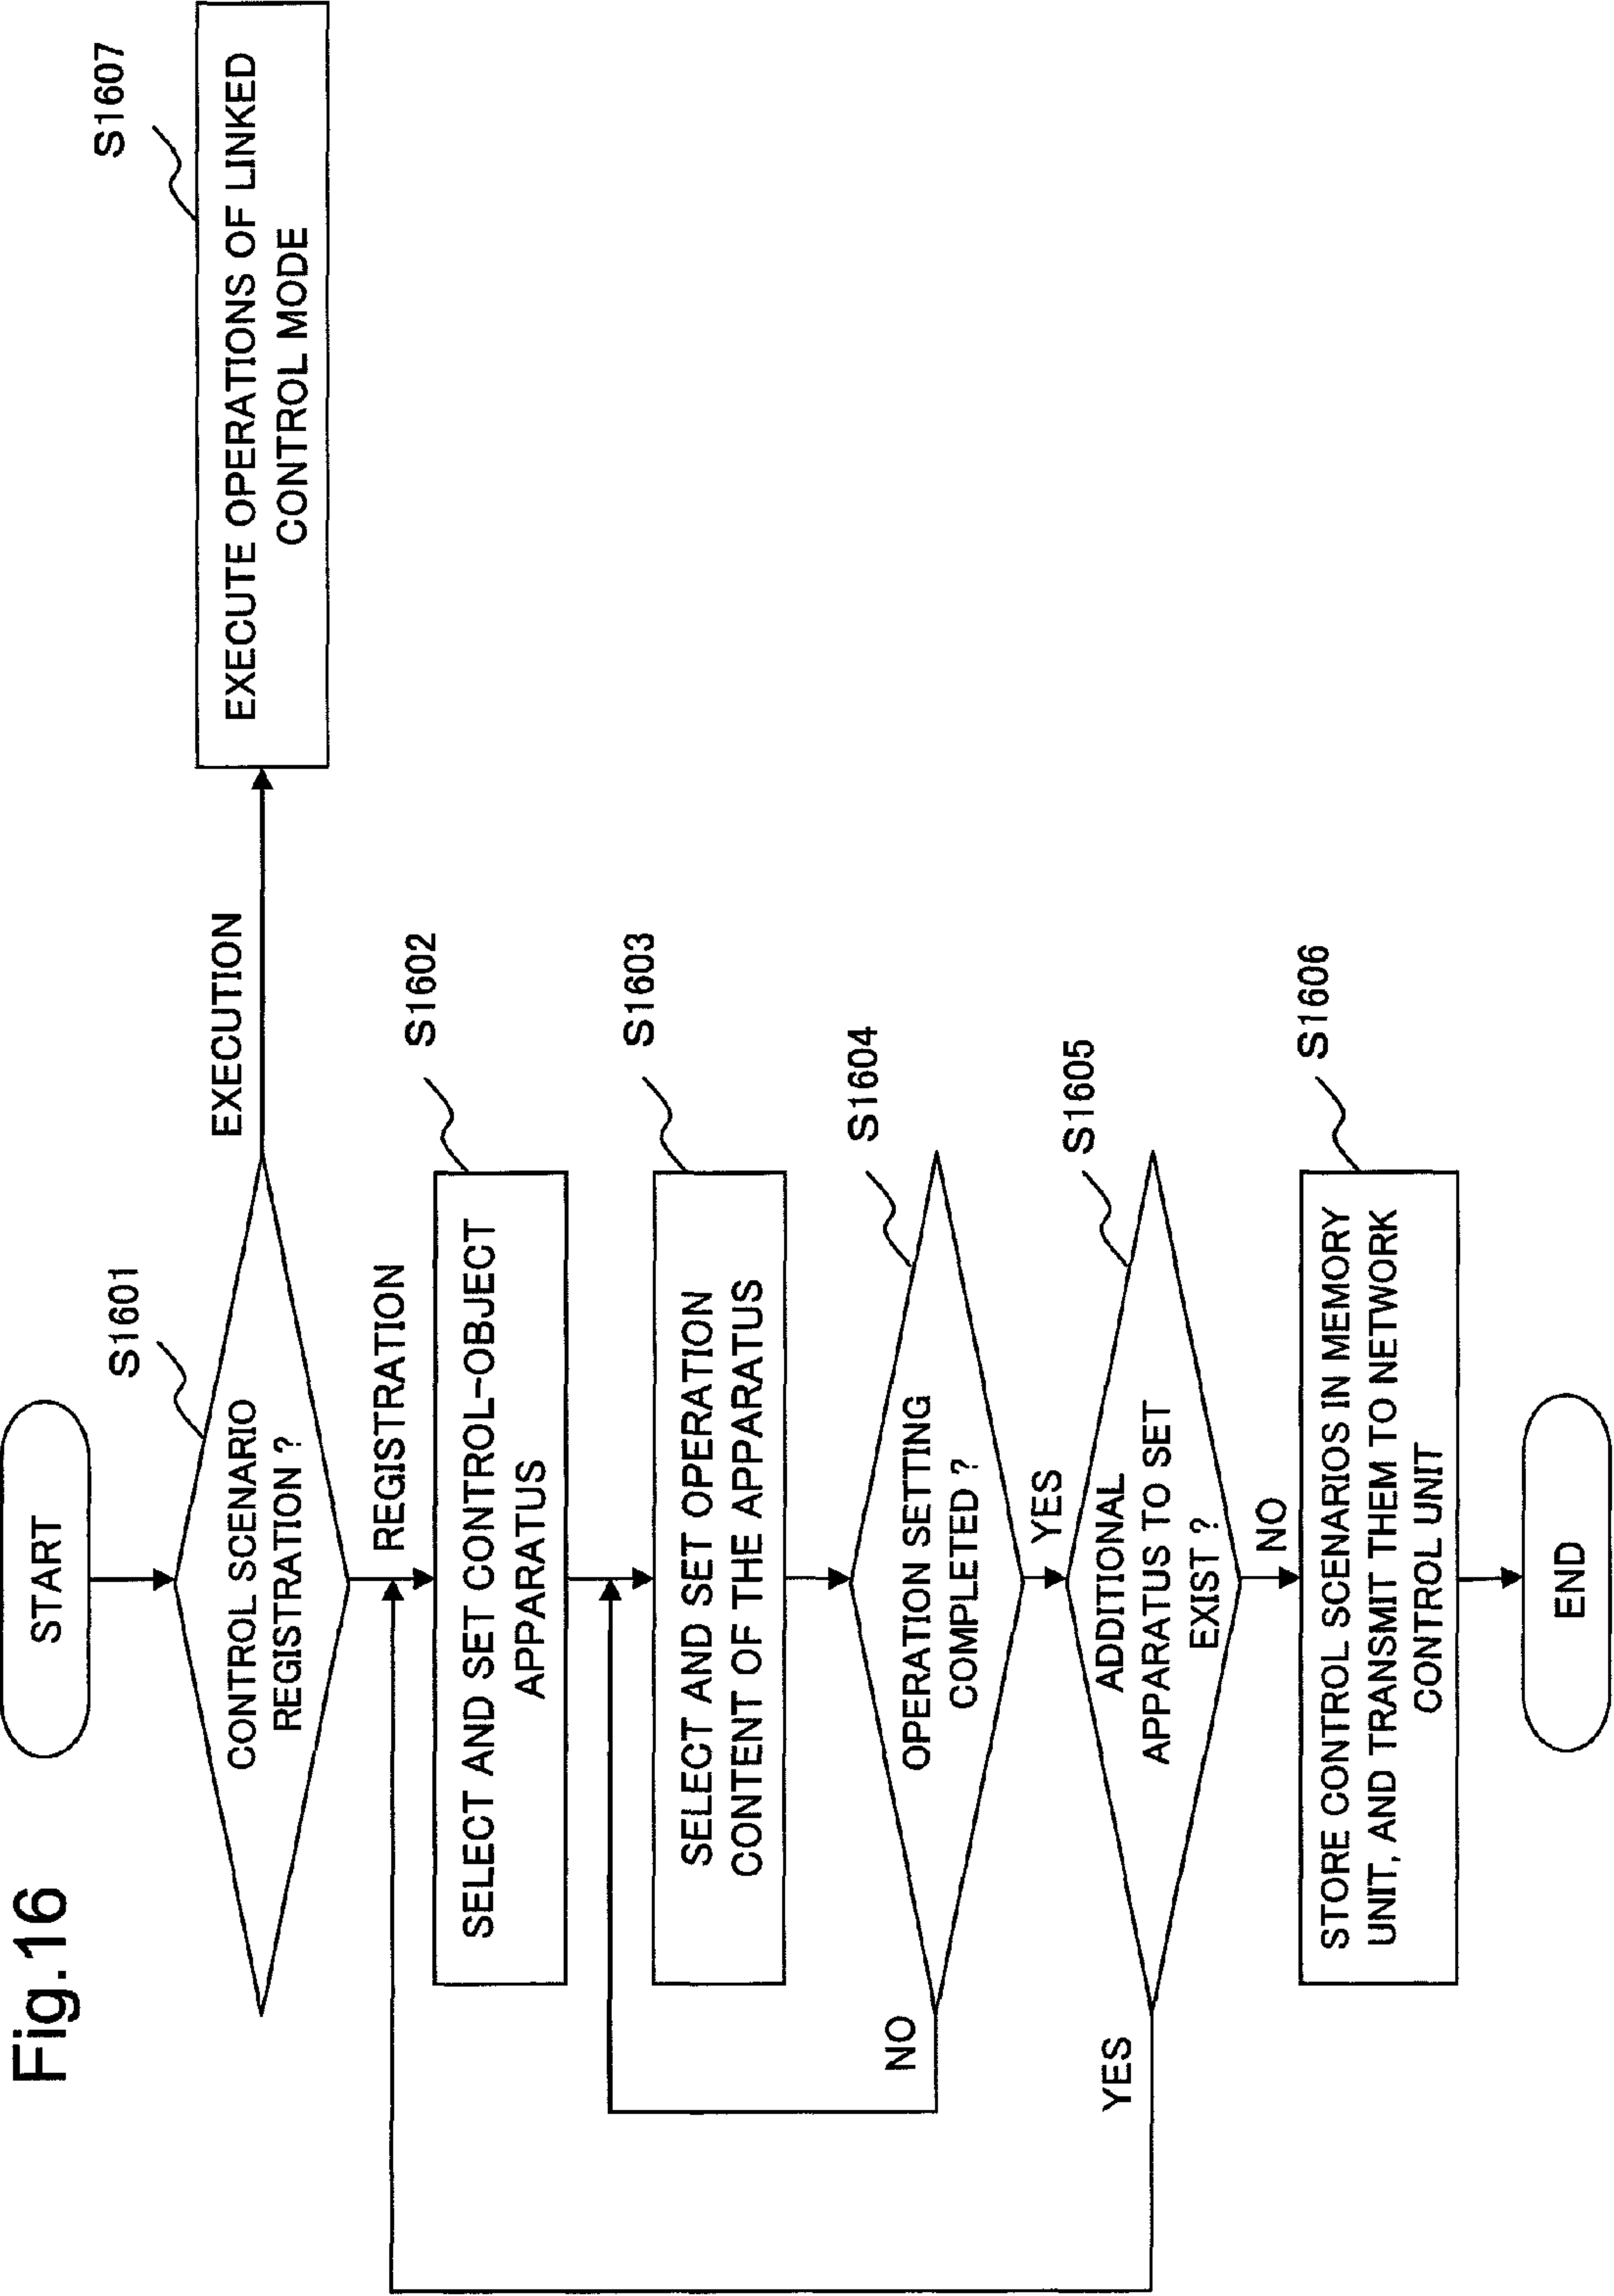 Fig.16
START
S1601
CONTROL SCENARIO
REGISTRATION ?
EXECUTION
S1607
EXECUTE OPERATIONS OF LINKED
CONTROL MODE
REGISTRATION
S1602
SELECT AND SET CONTROL-OBJECT
APPARATUS
S1603
SELECT AND SET OPERATION
CONTENT OF THE APPARATUS
S1604
OPERATION SETTING
COMPLETED ?
NO
YES
S1605
ADDITIONAL
APPARATUS TO SET
EXIST ?
YES
NO
S1606
STORE CONTROL SCENARIOS IN MEMORY
UNIT, AND TRANSMIT THEM TO NETWORK
CONTROL UNIT
END